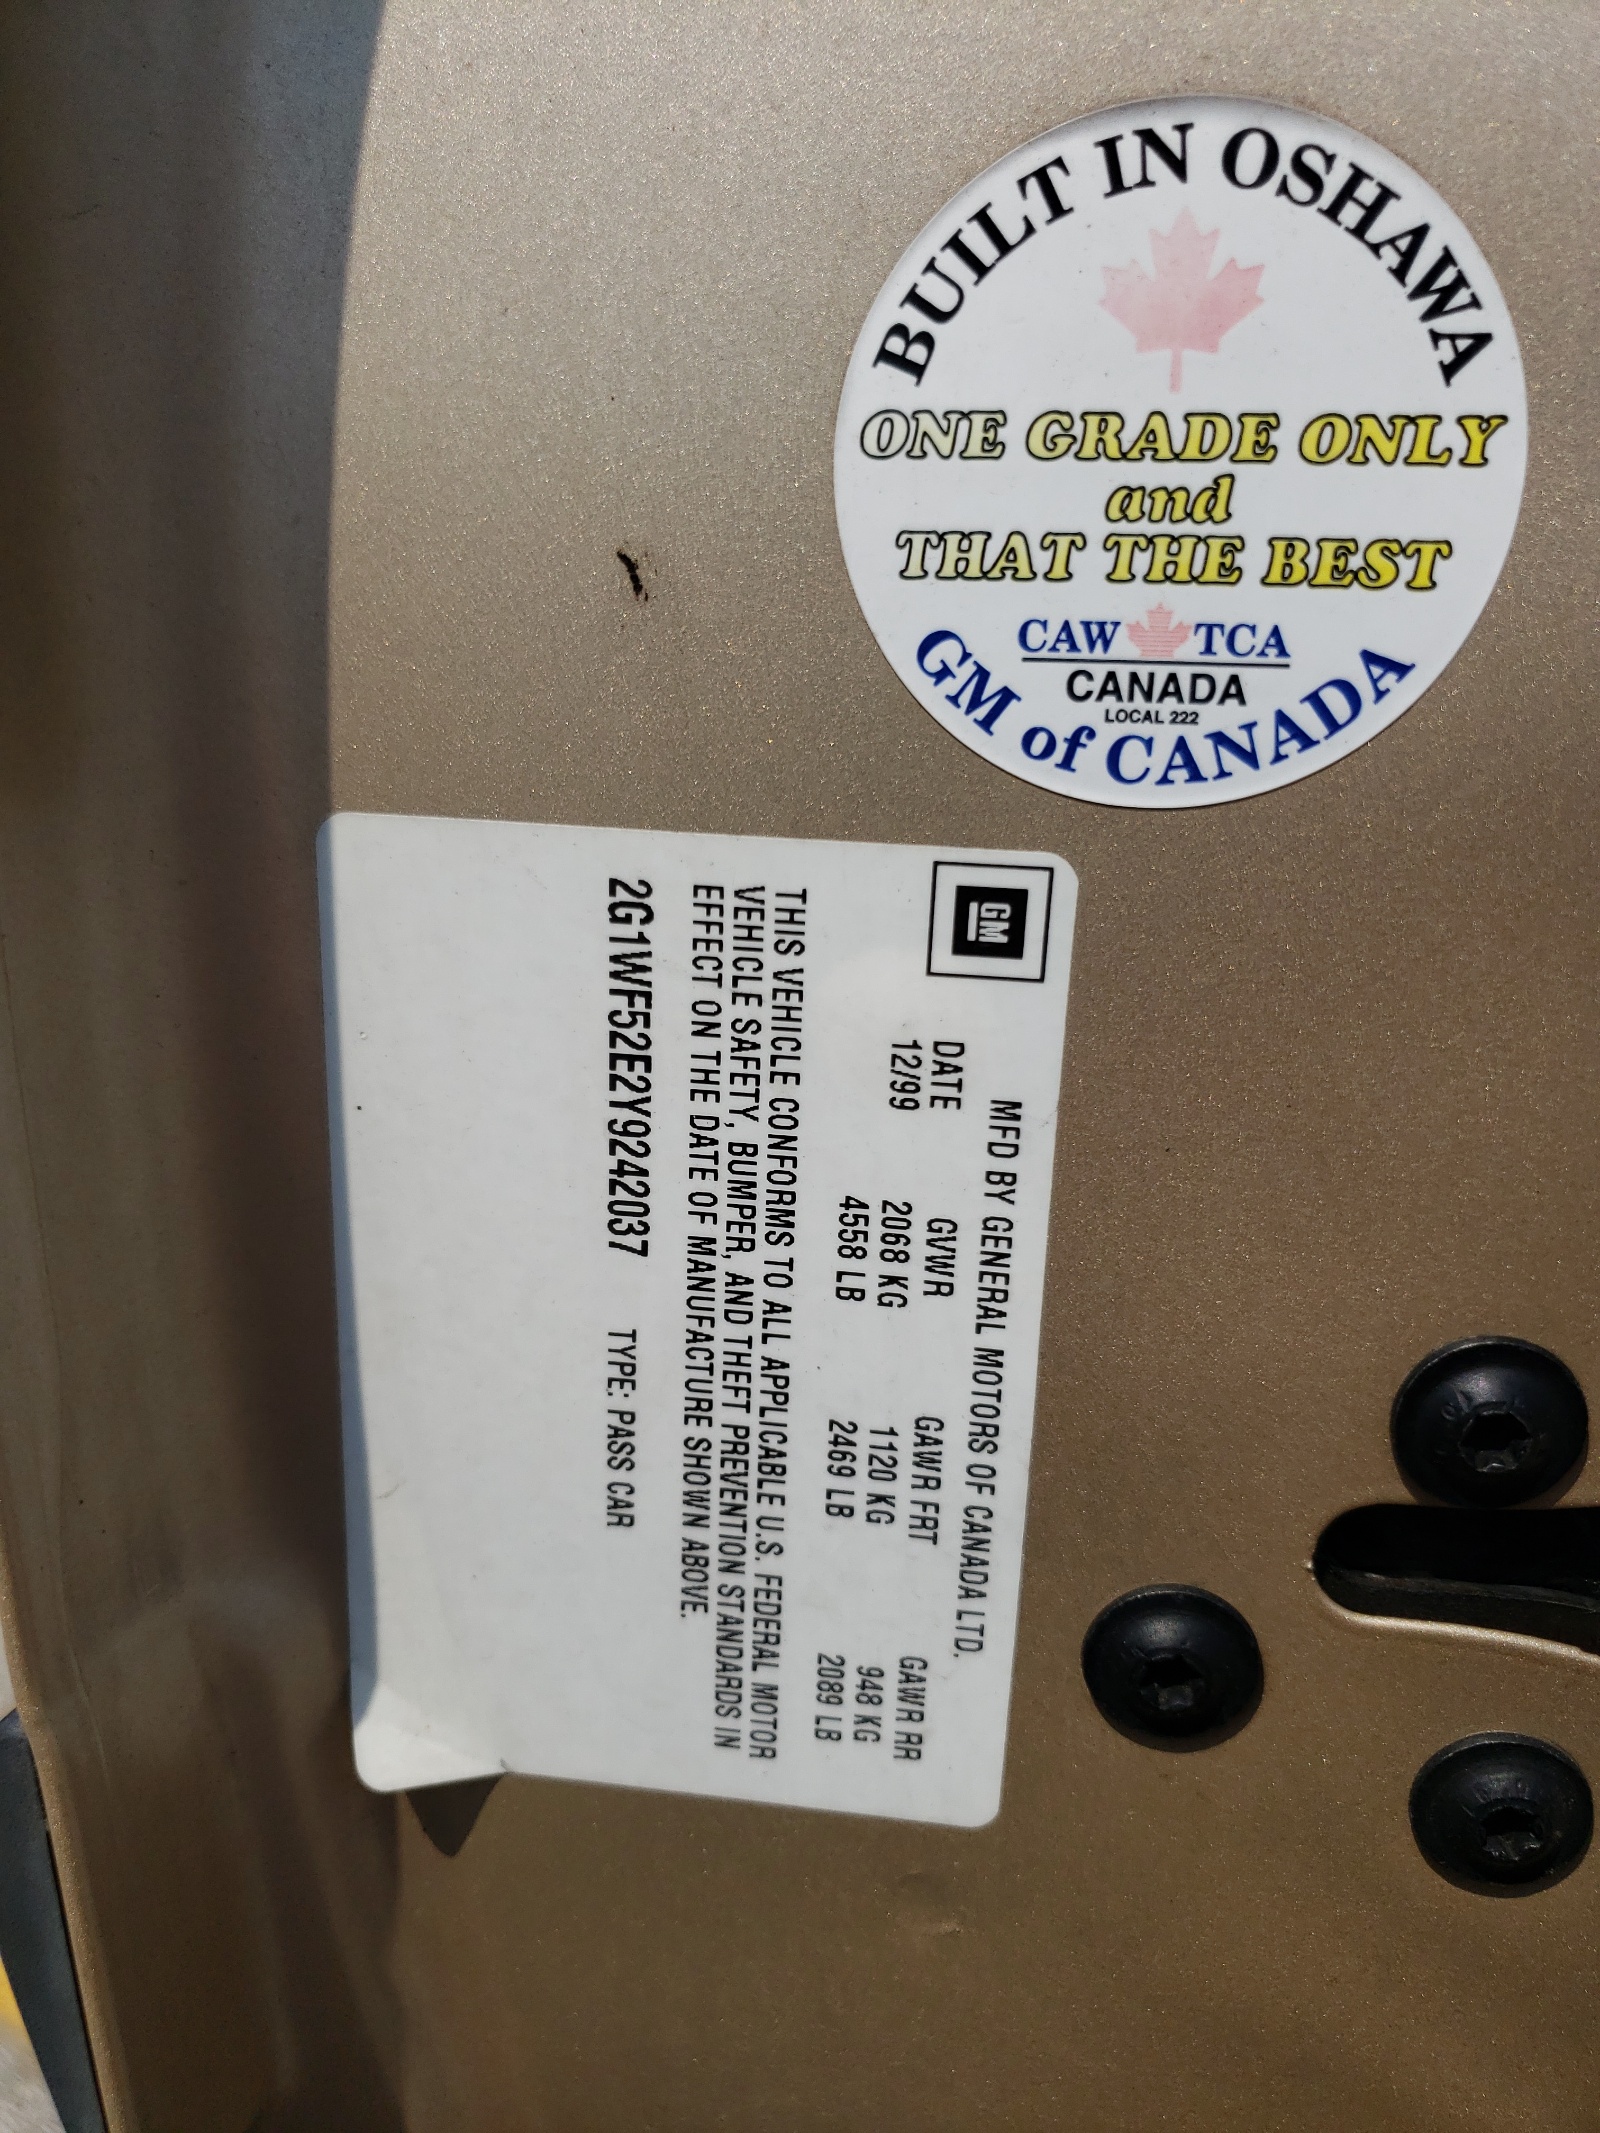 BUILT IN OSHAWA
ONE GRADE ONLY
and
THAT THE BEST
CAW TCA
CANADA
LOCAL 222
GM of CANADA
GM
MFD BY GENERAL MOTORS OF CANADA LTD.
DATE GVWR GAWR FRT GAWR RR
12/99 2068 KG 1120 KG 948 KG
4558 LB 2469 LB 2089 LB
THIS VEHICLE CONFORMS TO ALL APPLICABLE U.S. FEDERAL MOTOR
VEHICLE SAFETY, BUMPER, AND THEFT PREVENTION STANDARDS IN
EFFECT ON THE DATE OF MANUFACTURE SHOWN ABOVE.
2G1WF52E2Y9242037 TYPE: PASS CAR